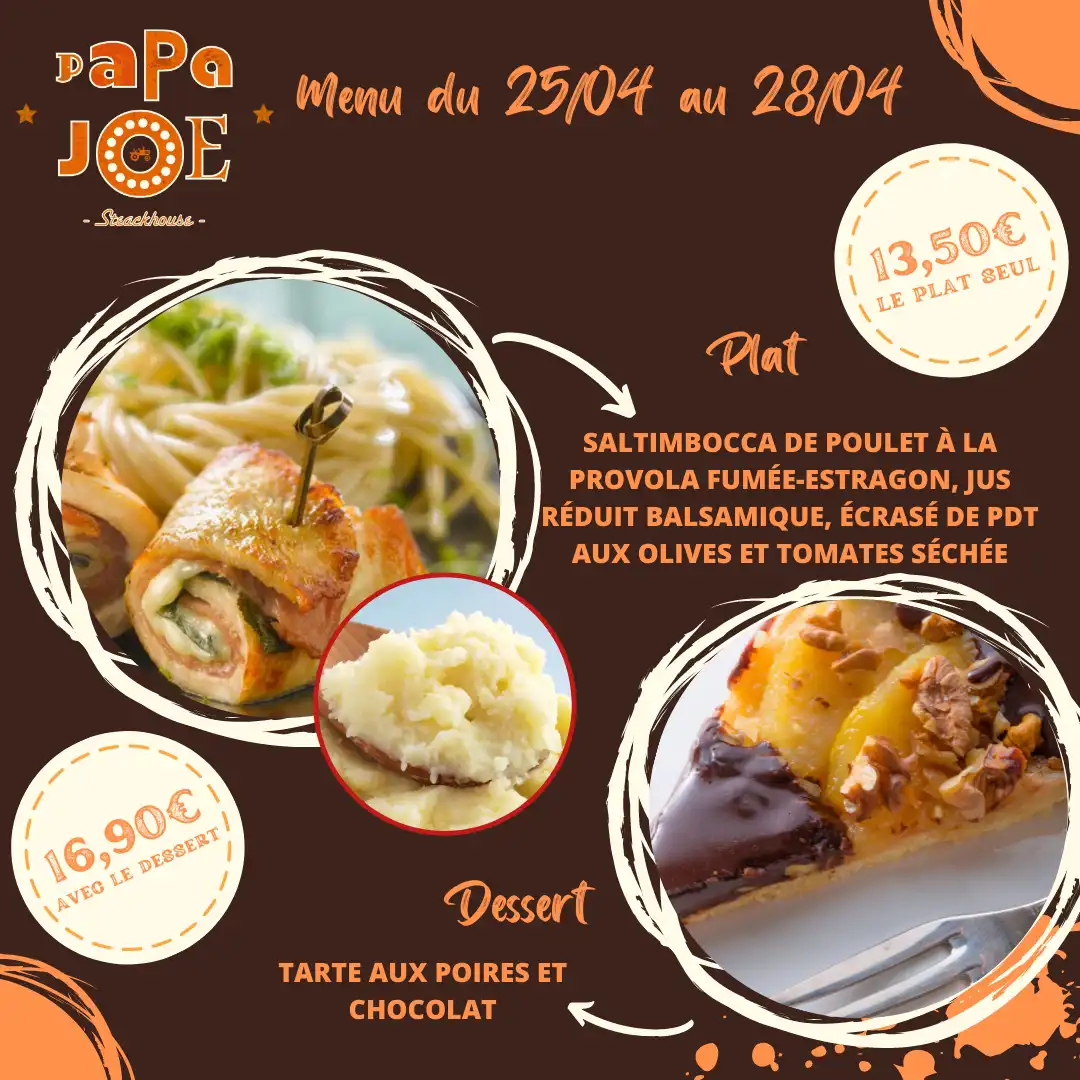 PAPA
JOE
- Steackhouse -
Menu du 25/04 au 28/04
13,50€
LE PLAT SEUL
Plat
SALTIMBOCCA DE POULET À LA
PROVOLA FUMÉE-ESTRAGON, JUS
RÉDUIT BALSAMIQUE, ÉCRASÉ DE PDT
AUX OLIVES ET TOMATES SÉCHÉE
16,90€
AVEC LE DESSERT
Dessert
TARTE AUX POIRES ET
CHOCOLAT